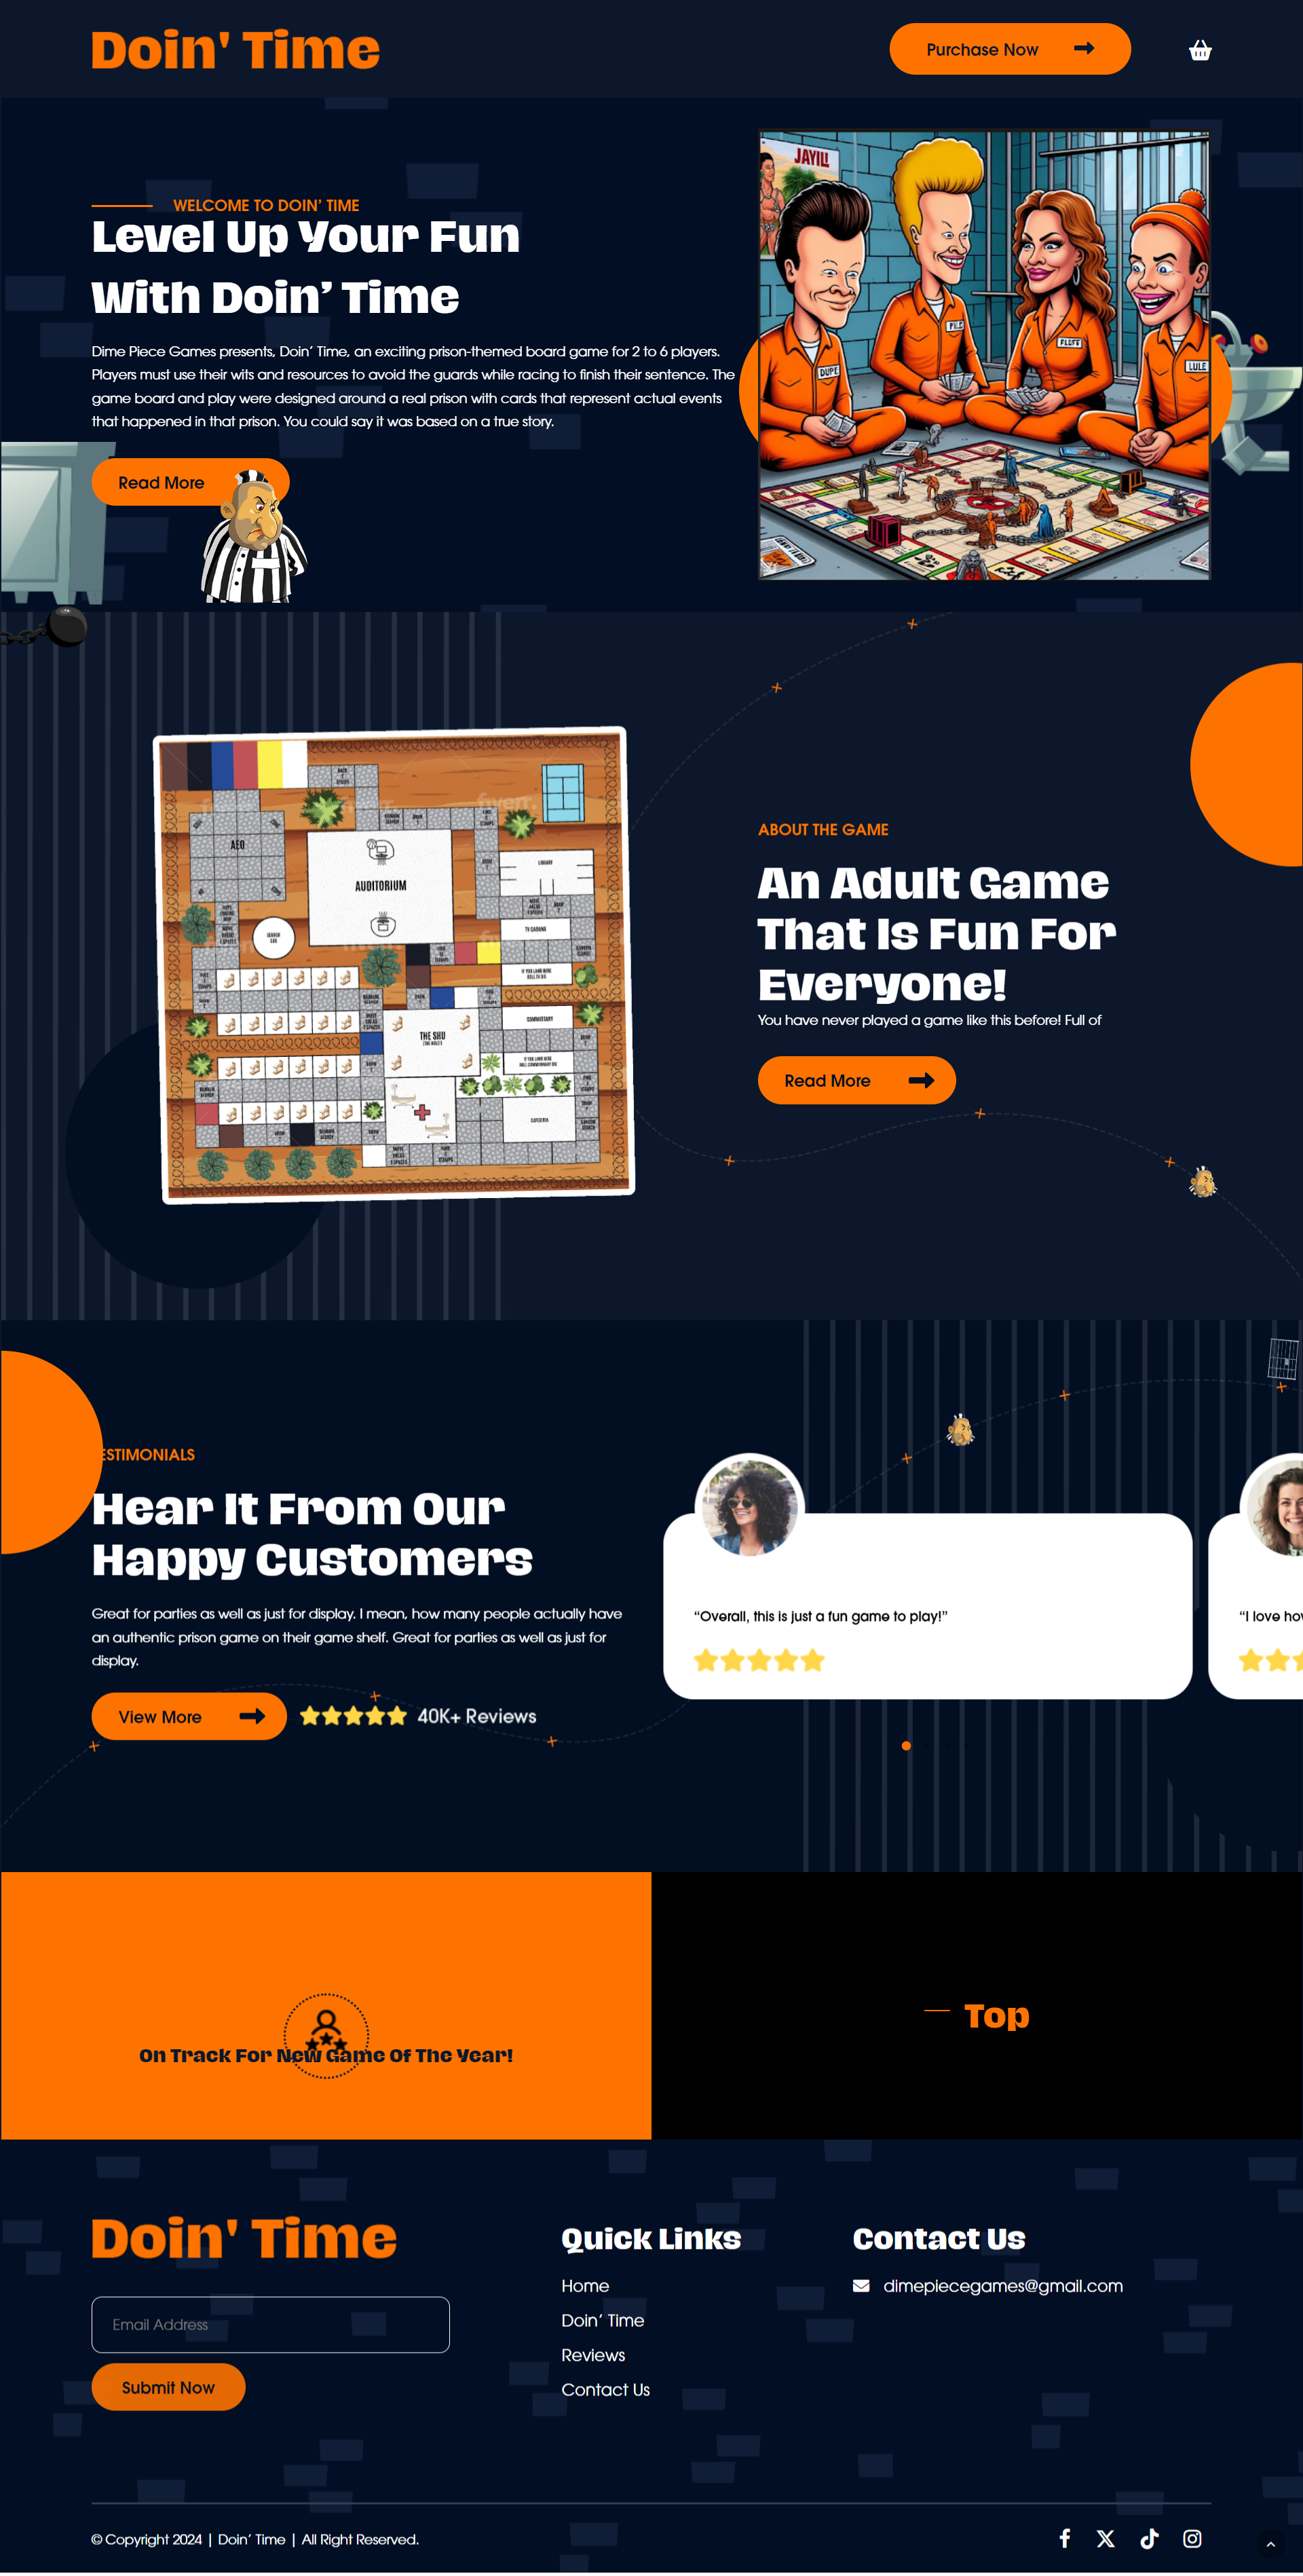 Doin' Time
Purchase Now
WELCOME TO DOIN’ TIME
Level Up Your Fun
With Doin’ Time
Dime Piece Games presents, Doin’ Time, an exciting prison-themed board game for 2 to 6 players.
Players must use their wits and resources to avoid the guards while racing to finish their sentence. The
game board and play were designed around a real prison with cards that represent actual events
that happened in that prison. You could say it was based on a true story.
Read More
JAYIL!
DUPE
FLFF
LULE
AEO
AUDITORIUM
LIBRARY
TV CABANA
THE SHU
COMMISSARY
CAFETERIA
fiverr.
ABOUT THE GAME
An Adult Game
That Is Fun For
Everyone!
You have never played a game like this before! Full of
Read More
ESTIMONIALS
Hear It From Our
Happy Customers
Great for parties as well as just for display. I mean, how many people actually have
an authentic prison game on their game shelf. Great for parties as well as just for
display.
View More
40K+ Reviews
“Overall, this is just a fun game to play!”
“I love how
On Track For New Game Of The Year!
Top
Doin' Time
Email Address
Submit Now
Quick Links
Home
Doin’ Time
Reviews
Contact Us
Contact Us
dimepiecegames@gmail.com
© Copyright 2024 | Doin’ Time | All Right Reserved.